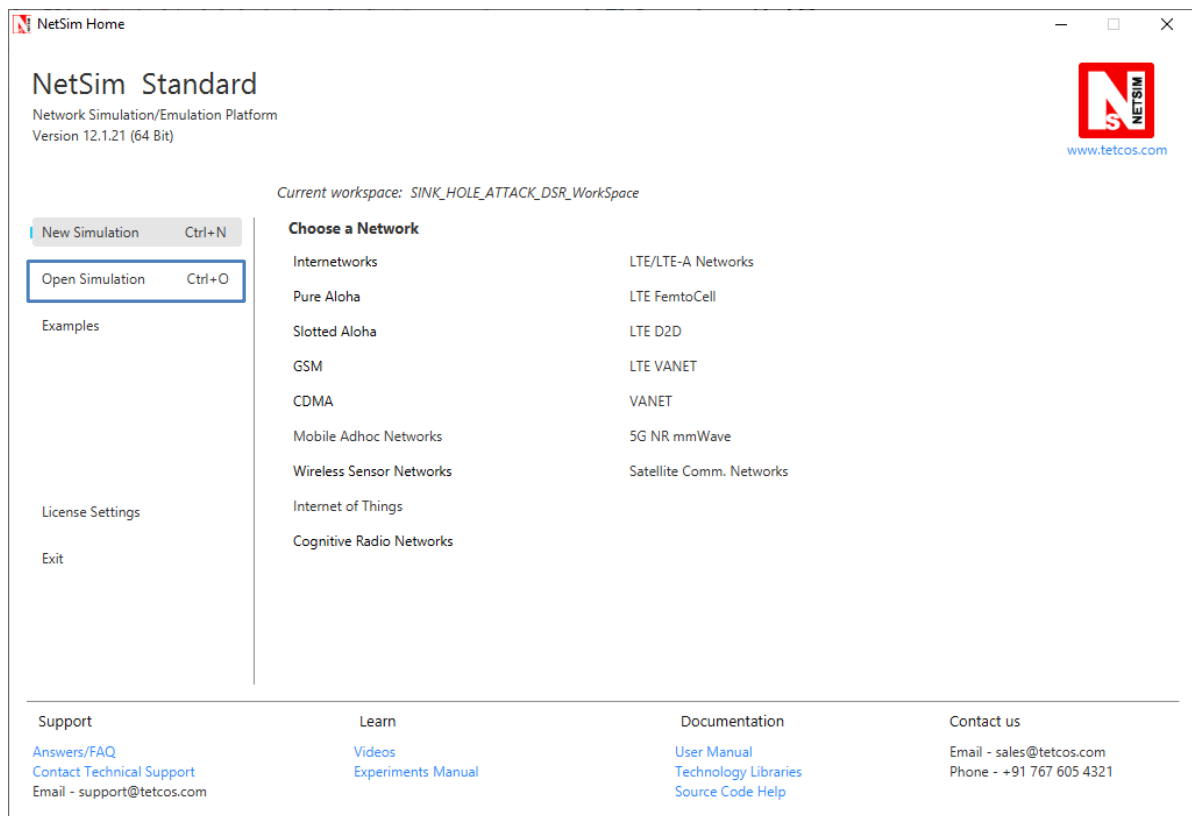 NetSim Home
NetSim Standard
Network Simulation/Emulation Platform
Version 12.1.21 (64 Bit)
N
S
NETSIM
www.tetcos.com
Current workspace: SINK_HOLE_ATTACK_DSR_WorkSpace
New Simulation Ctrl+N
Open Simulation Ctrl+O
Examples
License Settings
Exit
Choose a Network
Internetworks
Pure Aloha
Slotted Aloha
GSM
CDMA
Mobile Adhoc Networks
Wireless Sensor Networks
Internet of Things
Cognitive Radio Networks
LTE/LTE-A Networks
LTE FemtoCell
LTE D2D
LTE VANET
VANET
5G NR mmWave
Satellite Comm. Networks
Support
Answers/FAQ
Contact Technical Support
Email - support@tetcos.com
Learn
Videos
Experiments Manual
Documentation
User Manual
Technology Libraries
Source Code Help
Contact us
Email - sales@tetcos.com
Phone - +91 767 605 4321